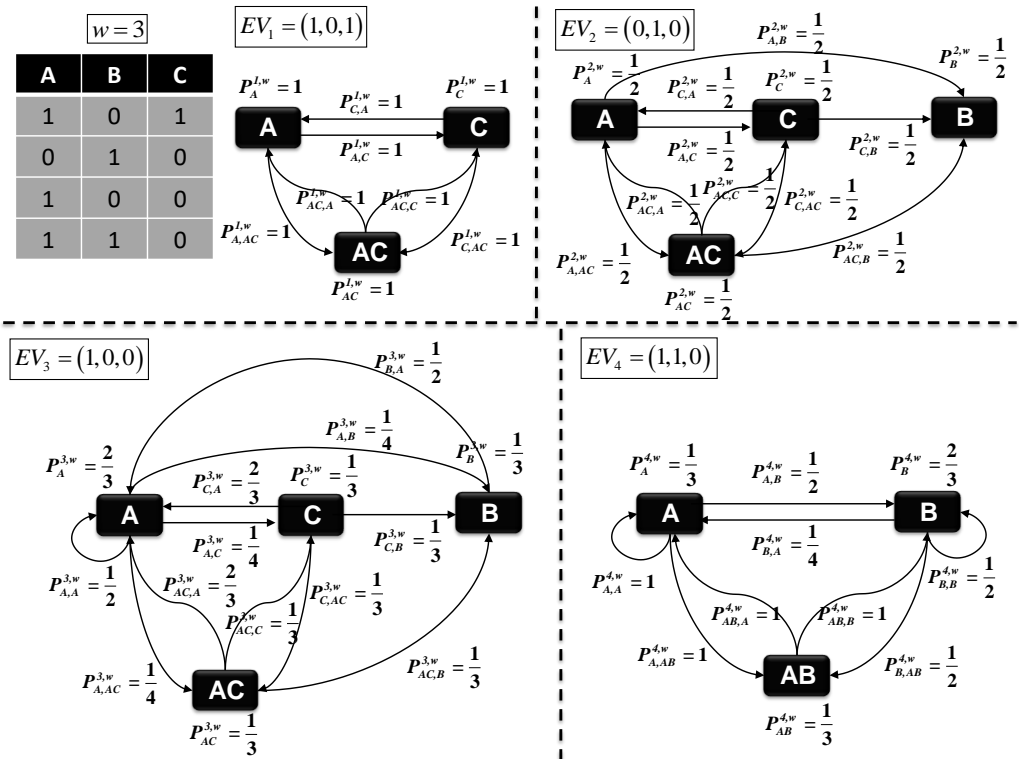 w = 3
A B C
1 0 1
0 1 0
1 0 0
1 1 0
EV_1 = (1,0,1)
P_A^{1,w} = 1
P_C^{1,w} = 1
P_{C,A}^{1,w} = 1
A
C
P_{A,C}^{1,w} = 1
P_{AC,A}^{1,w} = 1
P_{AC,C}^{1,w} = 1
P_{A,AC}^{1,w} = 1
P_{C,AC}^{1,w} = 1
AC
P_{AC}^{1,w} = 1
EV_2 = (0,1,0)
P_{A,B}^{2,w} = 1/2
P_B^{2,w} = 1/2
P_A^{2,w} = 1/2
P_{C,A}^{2,w} = 1/2
P_C^{2,w} = 1/2
A
C
B
P_{A,C}^{2,w} = 1/2
P_{C,B}^{2,w} = 1/2
P_{AC,A}^{2,w} = 1/2
P_{AC,C}^{2,w} = 1/2
P_{C,AC}^{2,w} = 1/2
P_{A,AC}^{2,w} = 1/2
AC
P_{AC,B}^{2,w} = 1/2
P_{AC}^{2,w} = 1/2
EV_3 = (1,0,0)
P_{B,A}^{3,w} = 1/2
P_{A,B}^{3,w} = 1/4
P_A^{3,w} = 2/3
P_{C,A}^{3,w} = 2/3
P_C^{3,w} = 1/3
P_B^{3,w} = 1/3
A
C
B
P_{A,C}^{3,w} = 1/4
P_{C,B}^{3,w} = 1/3
P_{A,A}^{3,w} = 1/2
P_{AC,A}^{3,w} = 2/3
P_{C,AC}^{3,w} = 1/3
P_{AC,C}^{3,w} = 1/3
P_{A,AC}^{3,w} = 1/4
AC
P_{AC,B}^{3,w} = 1/3
P_{AC}^{3,w} = 1/3
EV_4 = (1,1,0)
P_A^{4,w} = 1/3
P_{A,B}^{4,w} = 1/2
P_B^{4,w} = 2/3
A
B
P_{B,A}^{4,w} = 1/4
P_{A,A}^{4,w} = 1
P_{B,B}^{4,w} = 1/2
P_{AB,A}^{4,w} = 1
P_{AB,B}^{4,w} = 1
P_{A,AB}^{4,w} = 1
P_{B,AB}^{4,w} = 1/2
AB
P_{AB}^{4,w} = 1/3